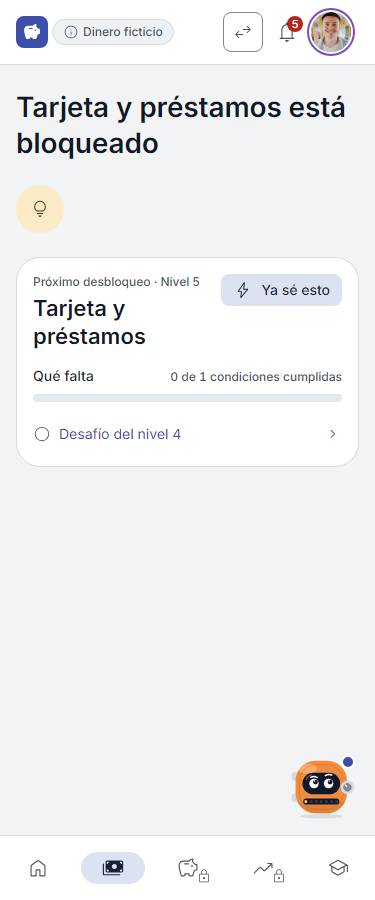 Dinero ficticio
5
Tarjeta y préstamos está
bloqueado
Próximo desbloqueo · Nivel 5
Ya sé esto
Tarjeta y
préstamos
Qué falta
0 de 1 condiciones cumplidas
Desafío del nivel 4